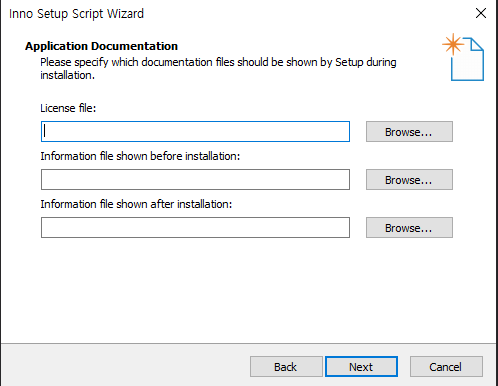 Inno Setup Script Wizard
Application Documentation
Please specify which documentation files should be shown by Setup during
installation.
License file:
Browse...
Information file shown before installation:
Browse...
Information file shown after installation:
Browse...
Back
Next
Cancel